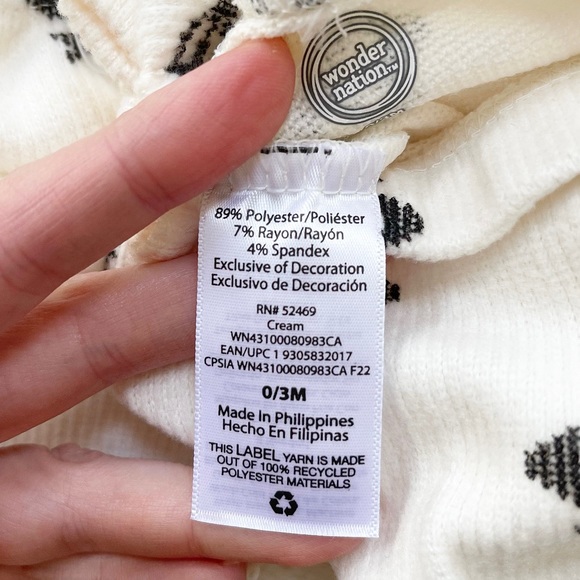 wonder
nation™
89% Polyester/Poliéster
7% Rayon/Rayón
4% Spandex
Exclusive of Decoration
Exclusivo de Decoración
RN# 52469
Cream
WN43100080983CA
EAN/UPC 1 9305832017
CPSIA WN43100080983CA F22
0/3M
Made In Philippines
Hecho En Filipinas
THIS LABEL YARN IS MADE
OUT OF 100% RECYCLED
POLYESTER MATERIALS